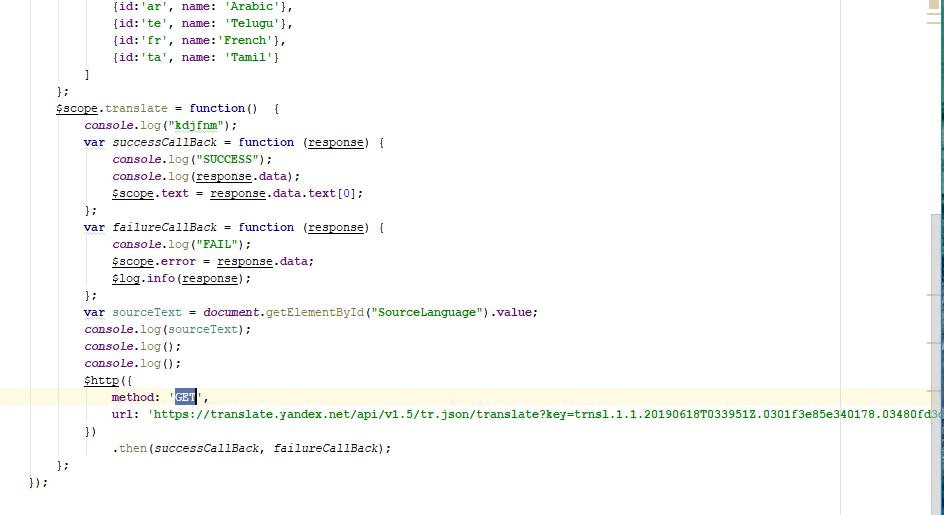 {id:'ar', name: 'Arabic'},
{id:'te', name: 'Telugu'},
{id:'fr', name:'French'},
{id:'ta', name: 'Tamil'}
]
};
$scope.translate = function()  {
console.log("kdjfnm");
var successCallBack = function (response) {
console.log("SUCCESS");
console.log(response.data);
$scope.text = response.data.text[0];
};
var failureCallBack = function (response) {
console.log("FAIL");
$scope.error = response.data;
$log.info(response);
};
var sourceText = document.getElementById("SourceLanguage").value;
console.log(sourceText);
console.log();
console.log();
$http({
method: 'GET',
url: 'https://translate.yandex.net/api/v1.5/tr.json/translate?key=trnsl.1.1.20190618T033951Z.0301f3e85e340178.03480fd3
})
.then(successCallBack, failureCallBack);
};
});